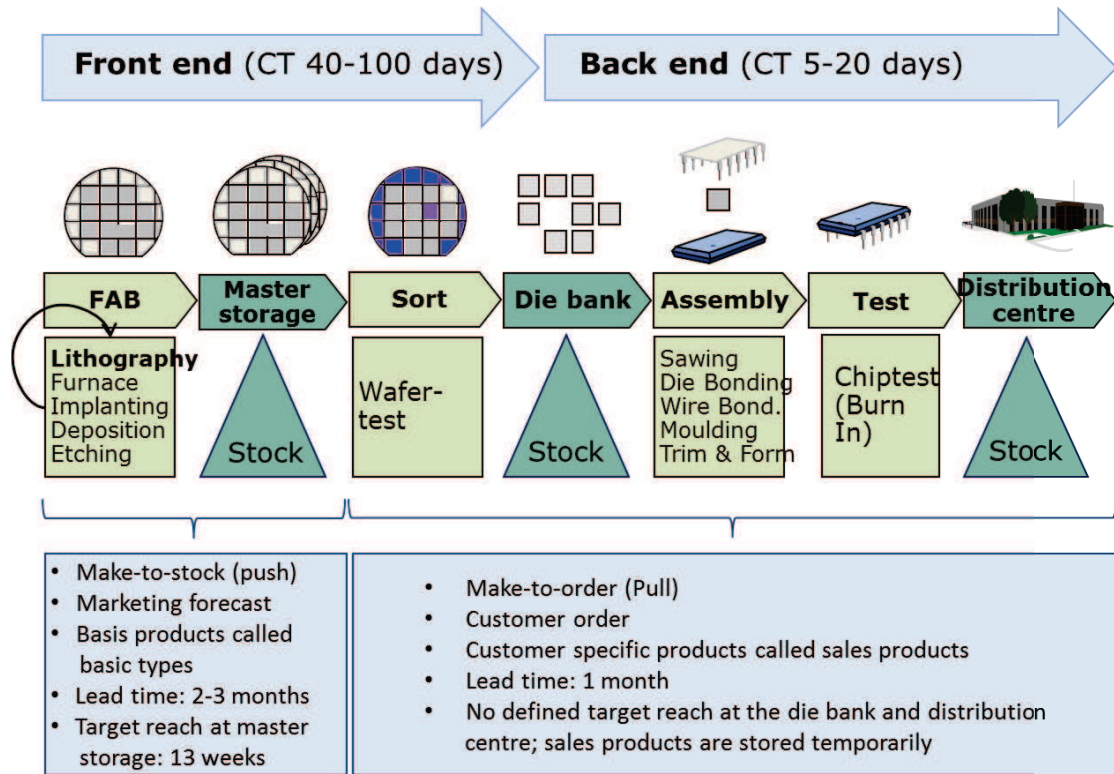 Front end (CT 40-100 days)
Back end (CT 5-20 days)
FAB
Master
storage
Sort
Die bank
Assembly
Test
Distribution
centre
Lithography
Furnace
Implanting
Deposition
Etching
Stock
Wafer-
test
Stock
Sawing
Die Bonding
Wire Bond.
Moulding
Trim & Form
Chiptest
(Burn
In)
Stock
• Make-to-stock (push)
• Marketing forecast
• Basis products called
basic types
• Lead time: 2-3 months
• Target reach at master
storage: 13 weeks
• Make-to-order (Pull)
• Customer order
• Customer specific products called sales products
• Lead time: 1 month
• No defined target reach at the die bank and distribution
centre; sales products are stored temporarily